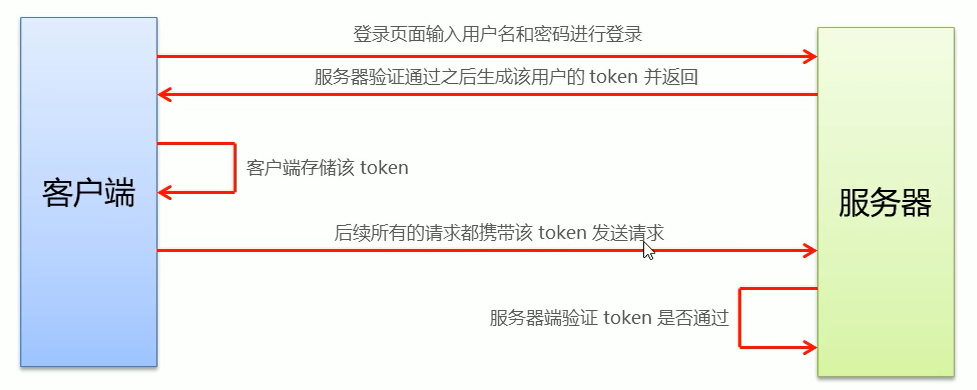 登录页面输入用户名和密码进行登录
服务器验证通过之后生成该用户的 token 并返回
客户端存储该 token
客户端
服务器
后续所有的请求都携带该 token 发送请求
服务器端验证 token 是否通过